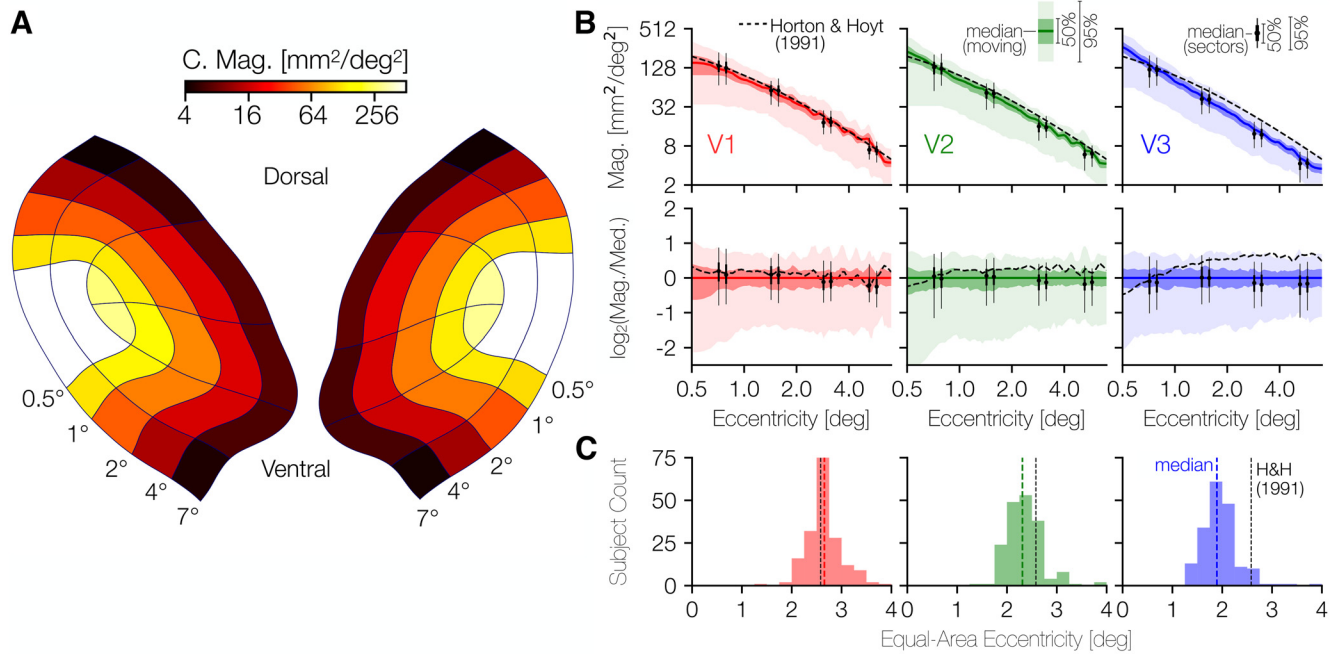 A
C. Mag. [mm²/deg²]
4 16 64 256
Dorsal
Ventral
0.5°
1°
2°
4°
7°
0.5°
1°
2°
4°
7°
B
Mag. [mm²/deg²]
512
128
32
8
2
Horton & Hoyt
(1991)
V1
median
(moving)
50%
95%
V2
median
(sectors)
50%
95%
V3
log₂(Mag./Med.)
2
1
0
-1
-2
0.5 1.0 2.0 4.0
Eccentricity [deg]
0.5 1.0 2.0 4.0
Eccentricity [deg]
0.5 1.0 2.0 4.0
Eccentricity [deg]
C
Subject Count
75
50
25
0
median
H&H
(1991)
0 1 2 3 4
0 1 2 3 4
0 1 2 3 4
Equal-Area Eccentricity [deg]